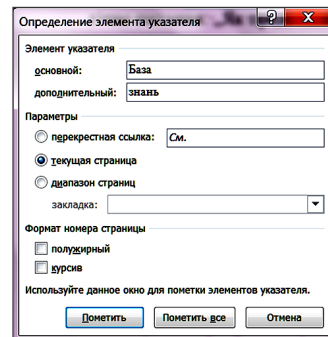 Определение элемента указателя
Элемент указателя
основной: База
дополнительный: знань
Параметры
перекрестная ссылка: См.
текущая страница
диапазон страниц
закладка:
Формат номера страницы
полужирный
курсив
Используйте данное окно для пометки элементов указателя.
Пометить Пометить все Отмена